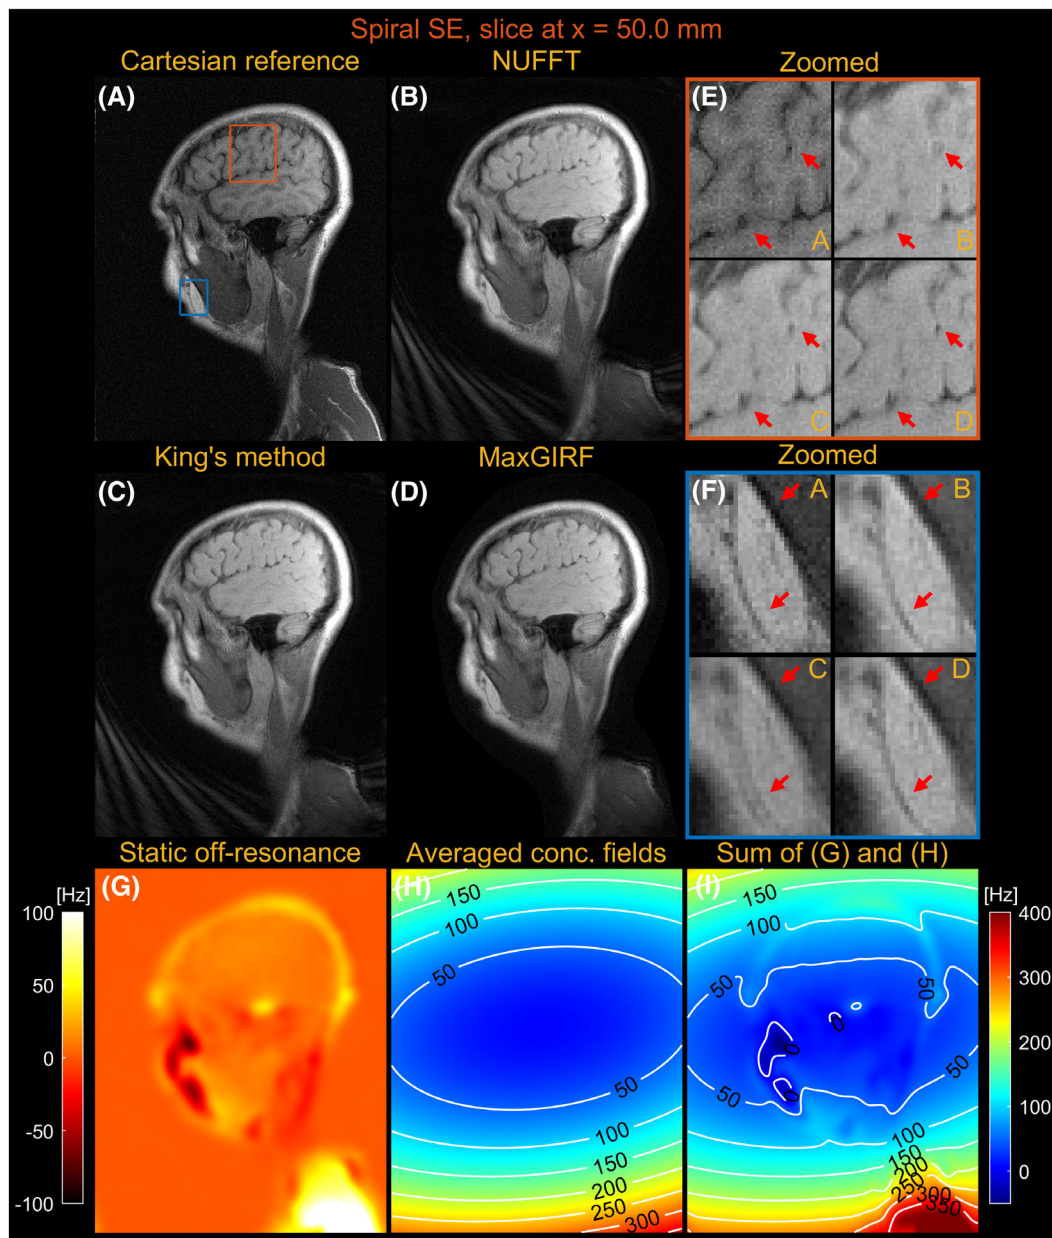 Spiral SE, slice at x = 50.0 mm
Cartesian reference
NUFFT
Zoomed
(A)
(B)
(E)
A
B
C
D
King's method
MaxGIRF
Zoomed
(C)
(D)
(F)
A
B
C
D
Static off-resonance
Averaged conc. fields
Sum of (G) and (H)
[Hz]
(G)
(H)
(I)
[Hz]
100
50
0
-50
-100
150
100
50
50
100
150
200
250
300
150
100
50
50
0
0
0
50
50
100
150
200
250
300
350
400
300
200
100
0